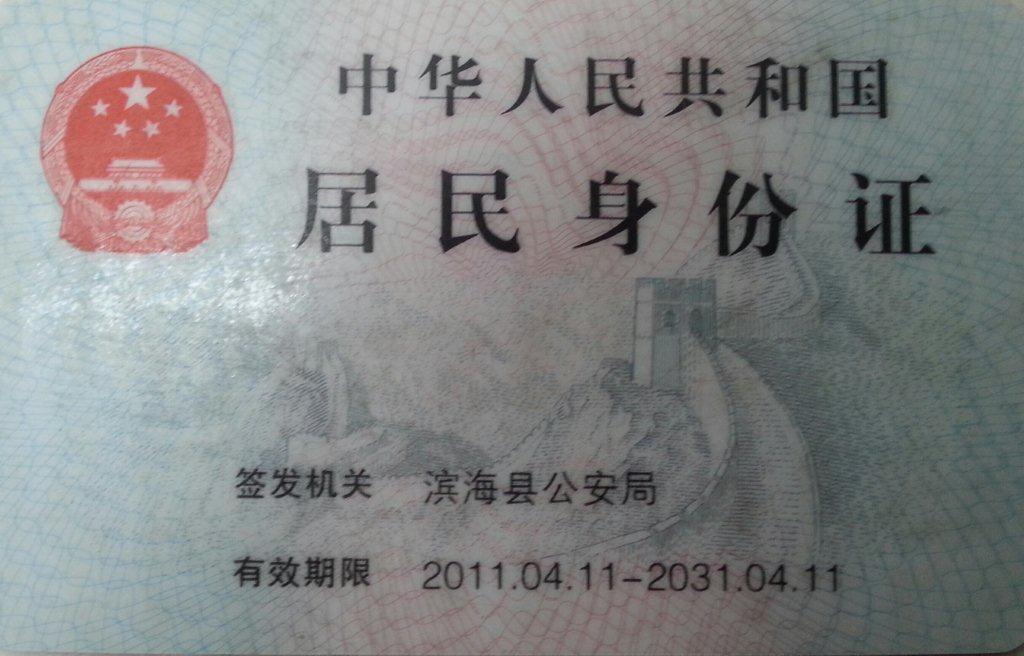 中华人民共和国
居民身份证
签发机关 滨海县公安局
有效期限 2011.04.11-2031.04.11